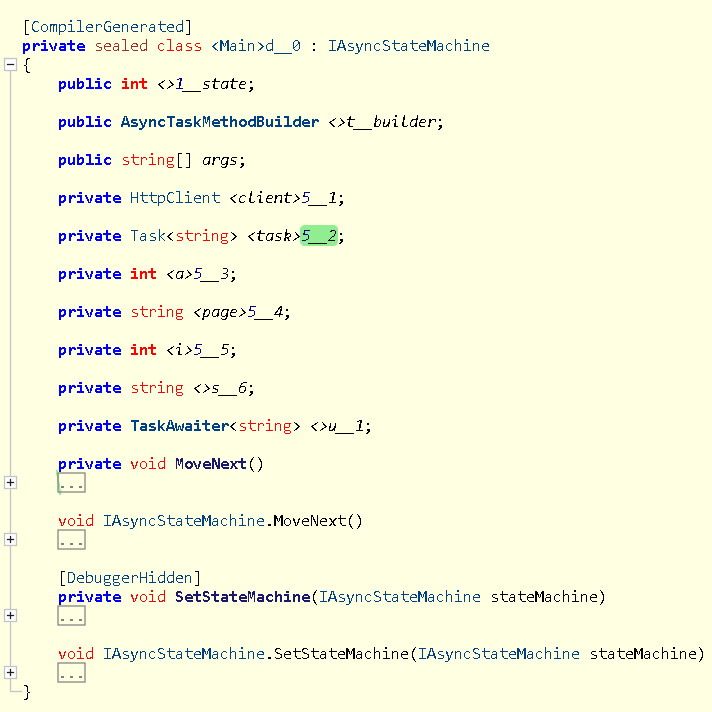 [CompilerGenerated]
private sealed class <Main>d__0 : IAsyncStateMachine
{
public int <>1__state;
public AsyncTaskMethodBuilder <>t__builder;
public string[] args;
private HttpClient <client>5__1;
private Task<string> <task>5__2;
private int <a>5__3;
private string <page>5__4;
private int <i>5__5;
private string <>s__6;
private TaskAwaiter<string> <>u__1;
private void MoveNext()
...
void IAsyncStateMachine.MoveNext()
...
[DebuggerHidden]
private void SetStateMachine(IAsyncStateMachine stateMachine)
...
void IAsyncStateMachine.SetStateMachine(IAsyncStateMachine stateMachine)
...
}